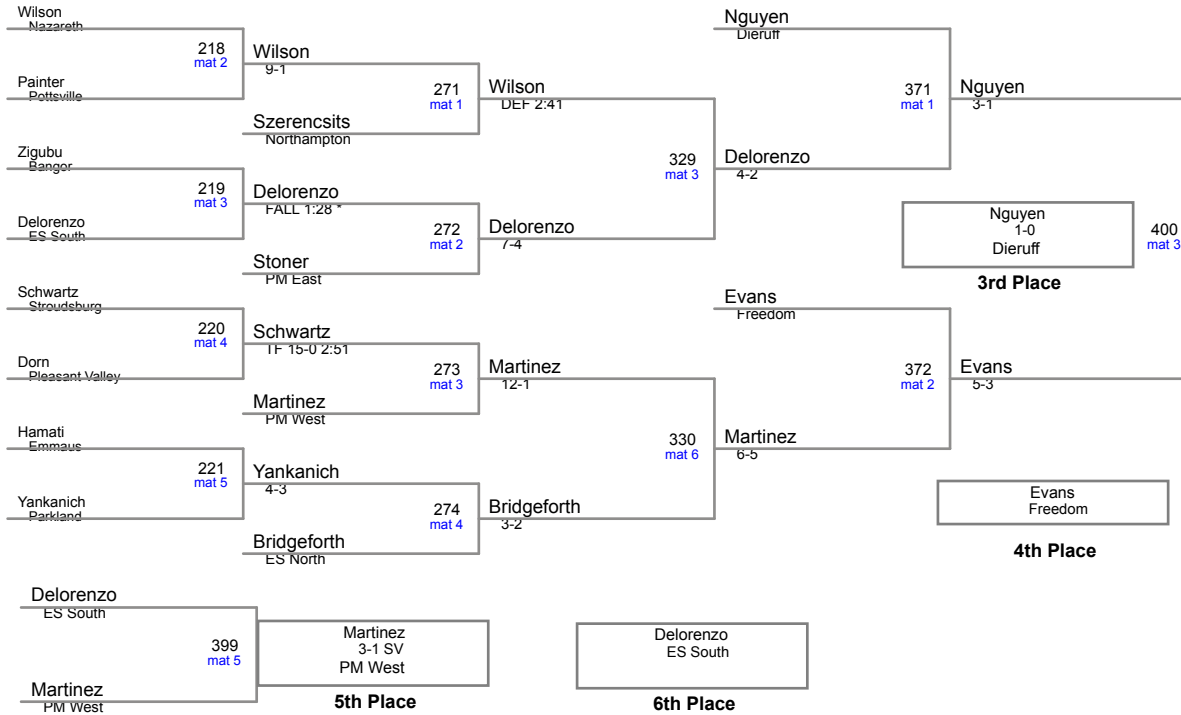 Wilson
Nazareth
218
mat 2
Painter
Pottsville
Wilson
9-1
271
mat 1
Szerencsits
Northampton
Wilson
DEF 2:41
Zigubu
Bangor
219
mat 3
Delorenzo
ES South
Delorenzo
FALL 1:28 *
272
mat 2
Stoner
PM East
Delorenzo
7-4
329
mat 3
Delorenzo
4-2
Nguyen
Dieruff
371
mat 1
Nguyen
3-1
Nguyen
1-0
Dieruff
400
mat 3
3rd Place
Schwartz
Stroudsburg
220
mat 4
Dorn
Pleasant Valley
Schwartz
TF 15-0 2:51
273
mat 3
Martinez
PM West
Martinez
12-1
Hamati
Emmaus
221
mat 5
Yankanich
Parkland
Yankanich
4-3
274
mat 4
Bridgeforth
ES North
Bridgeforth
3-2
330
mat 6
Martinez
6-5
Evans
Freedom
372
mat 2
Evans
5-3
Evans
Freedom
4th Place
Delorenzo
ES South
399
mat 5
Martinez
PM West
Martinez
3-1 SV
PM West
5th Place
Delorenzo
ES South
6th Place